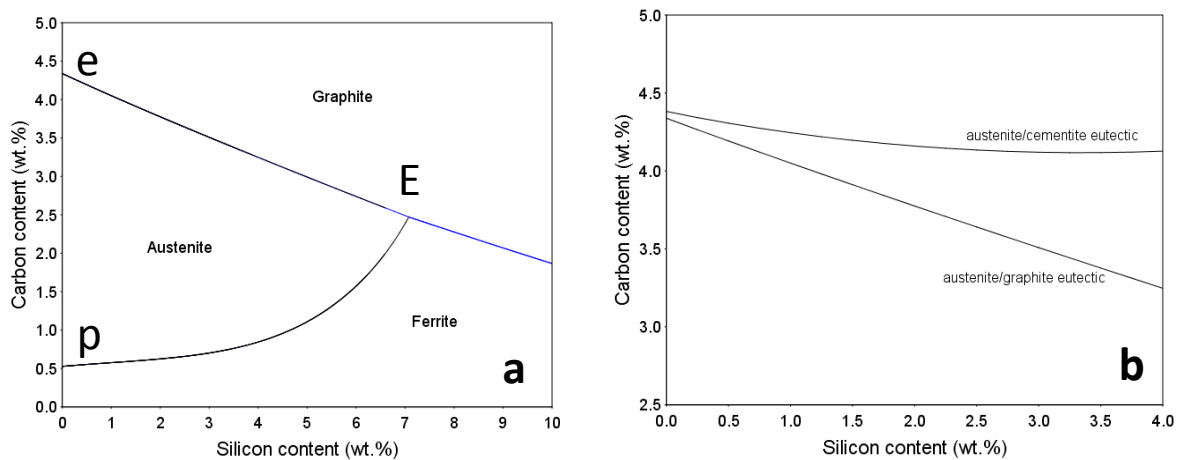 5.0
4.5
4.0
3.5
3.0
2.5
2.0
1.5
1.0
0.5
0.0
Carbon content (wt.%)
e
Graphite
E
Austenite
p
Ferrite
a
0 1 2 3 4 5 6 7 8 9 10
Silicon content (wt.%)
5.0
4.5
4.0
3.5
3.0
2.5
Carbon content (wt.%)
austenite/cementite eutectic
austenite/graphite eutectic
b
0.0 0.5 1.0 1.5 2.0 2.5 3.0 3.5 4.0
Silicon content (wt.%)